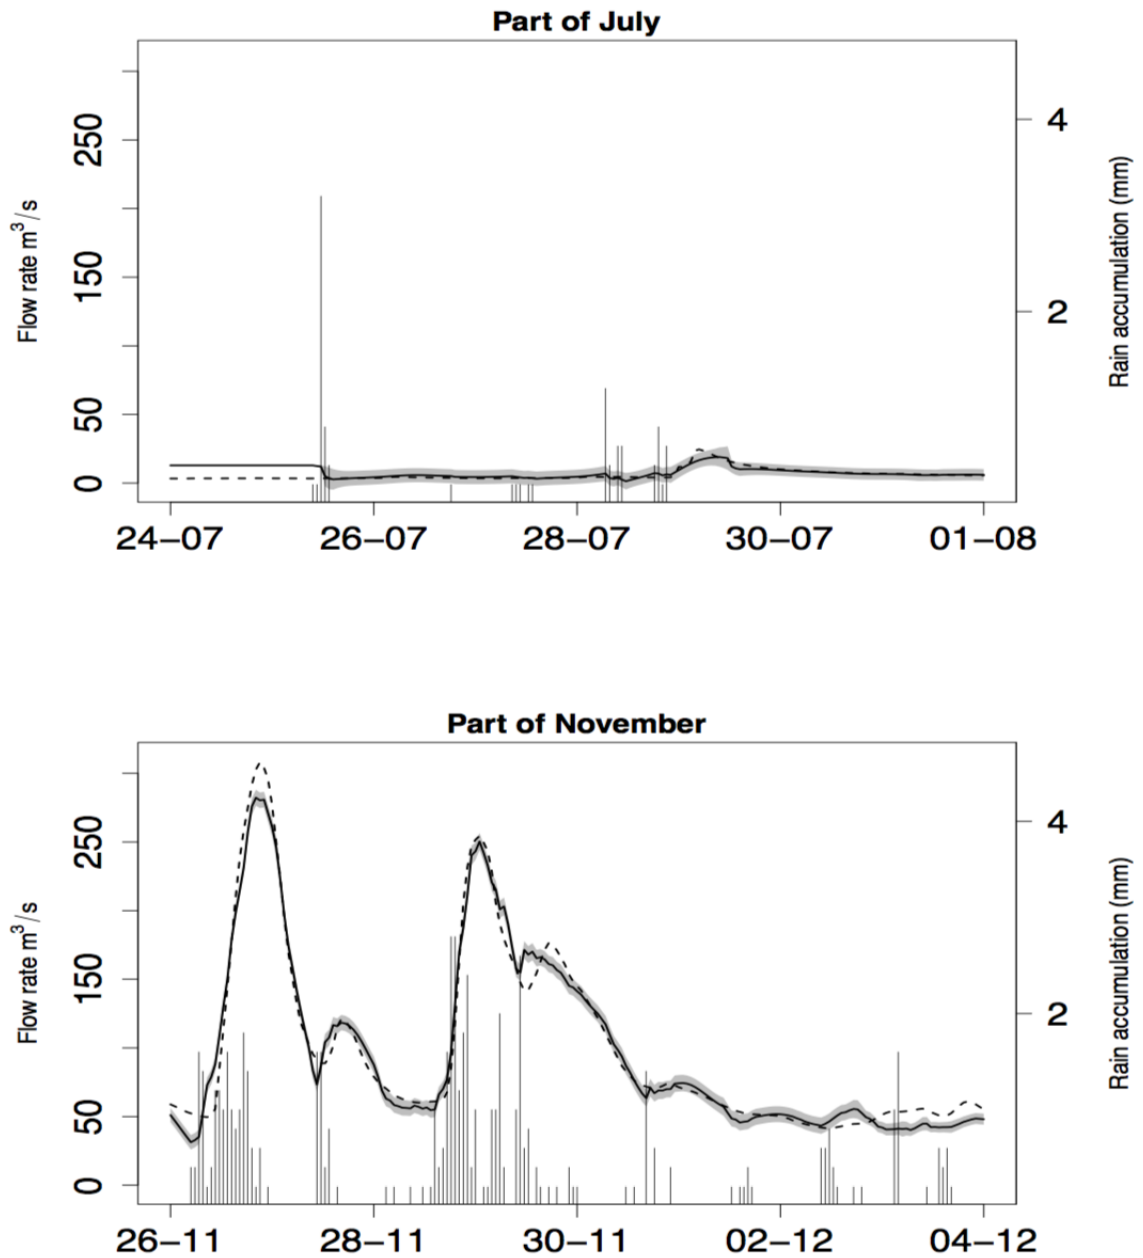 Part of July
Flow rate m³/s
250
150
50
0
4
2
Rain accumulation (mm)
24–07 26–07 28–07 30–07 01–08
Part of November
Flow rate m³/s
250
150
50
0
4
2
Rain accumulation (mm)
26–11 28–11 30–11 02–12 04–12